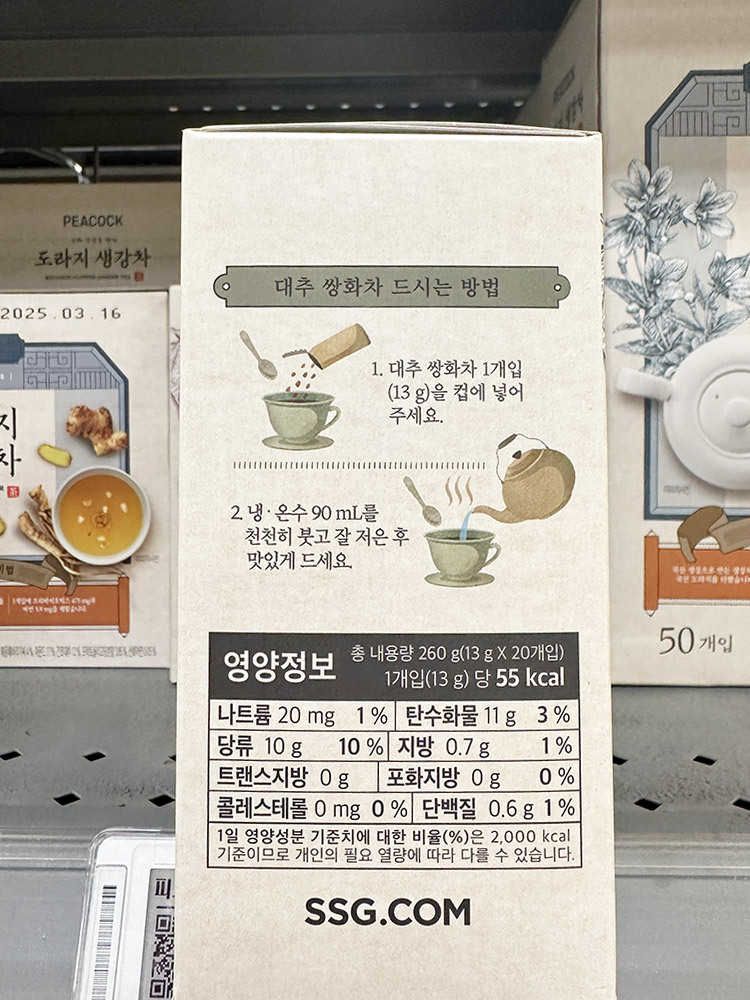 PEACOCK
도라지 생강차
2025.03.16
지
차
대추 쌍화차 드시는 방법
1. 대추 쌍화차 1개입
(13 g)을 컵에 넣어
주세요.
2. 냉·온수 90 mL를
천천히 붓고 잘 저은 후
맛있게 드세요.
영양정보
총 내용량 260 g(13 g X 20개입)
1개입(13 g) 당 55 kcal
나트륨 20 mg 1 % 탄수화물 11 g 3 %
당류 10 g 10 % 지방 0.7 g 1 %
트랜스지방 0 g 포화지방 0 g 0 %
콜레스테롤 0 mg 0 % 단백질 0.6 g 1 %
1일 영양성분 기준치에 대한 비율(%)은 2,000 kcal
기준이므로 개인의 필요 열량에 따라 다를 수 있습니다.
SSG.COM
PEACOCK
50개입
피